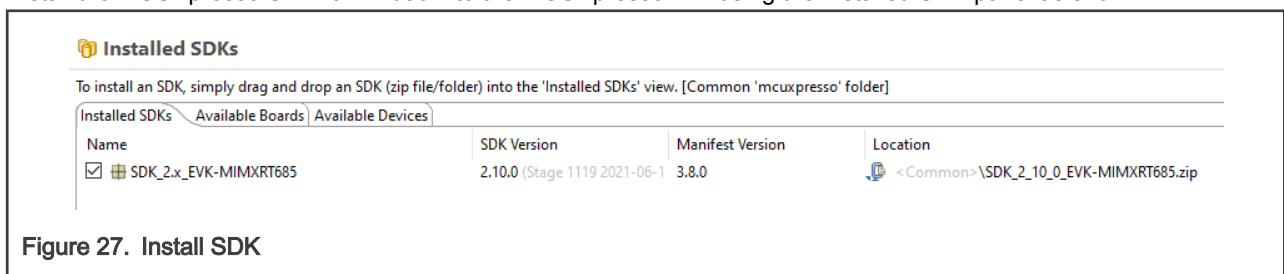 Installed SDKs
To install an SDK, simply drag and drop an SDK (zip file/folder) into the 'Installed SDKs' view. [Common 'mcuxpresso' folder]
Installed SDKs Available Boards Available Devices
Name SDK Version Manifest Version Location
SDK_2.x_EVK-MIMXRT685 2.10.0 (Stage 1119 2021-06-1 3.8.0 <Common>\SDK_2_10_0_EVK-MIMXRT685.zip
Figure 27. Install SDK